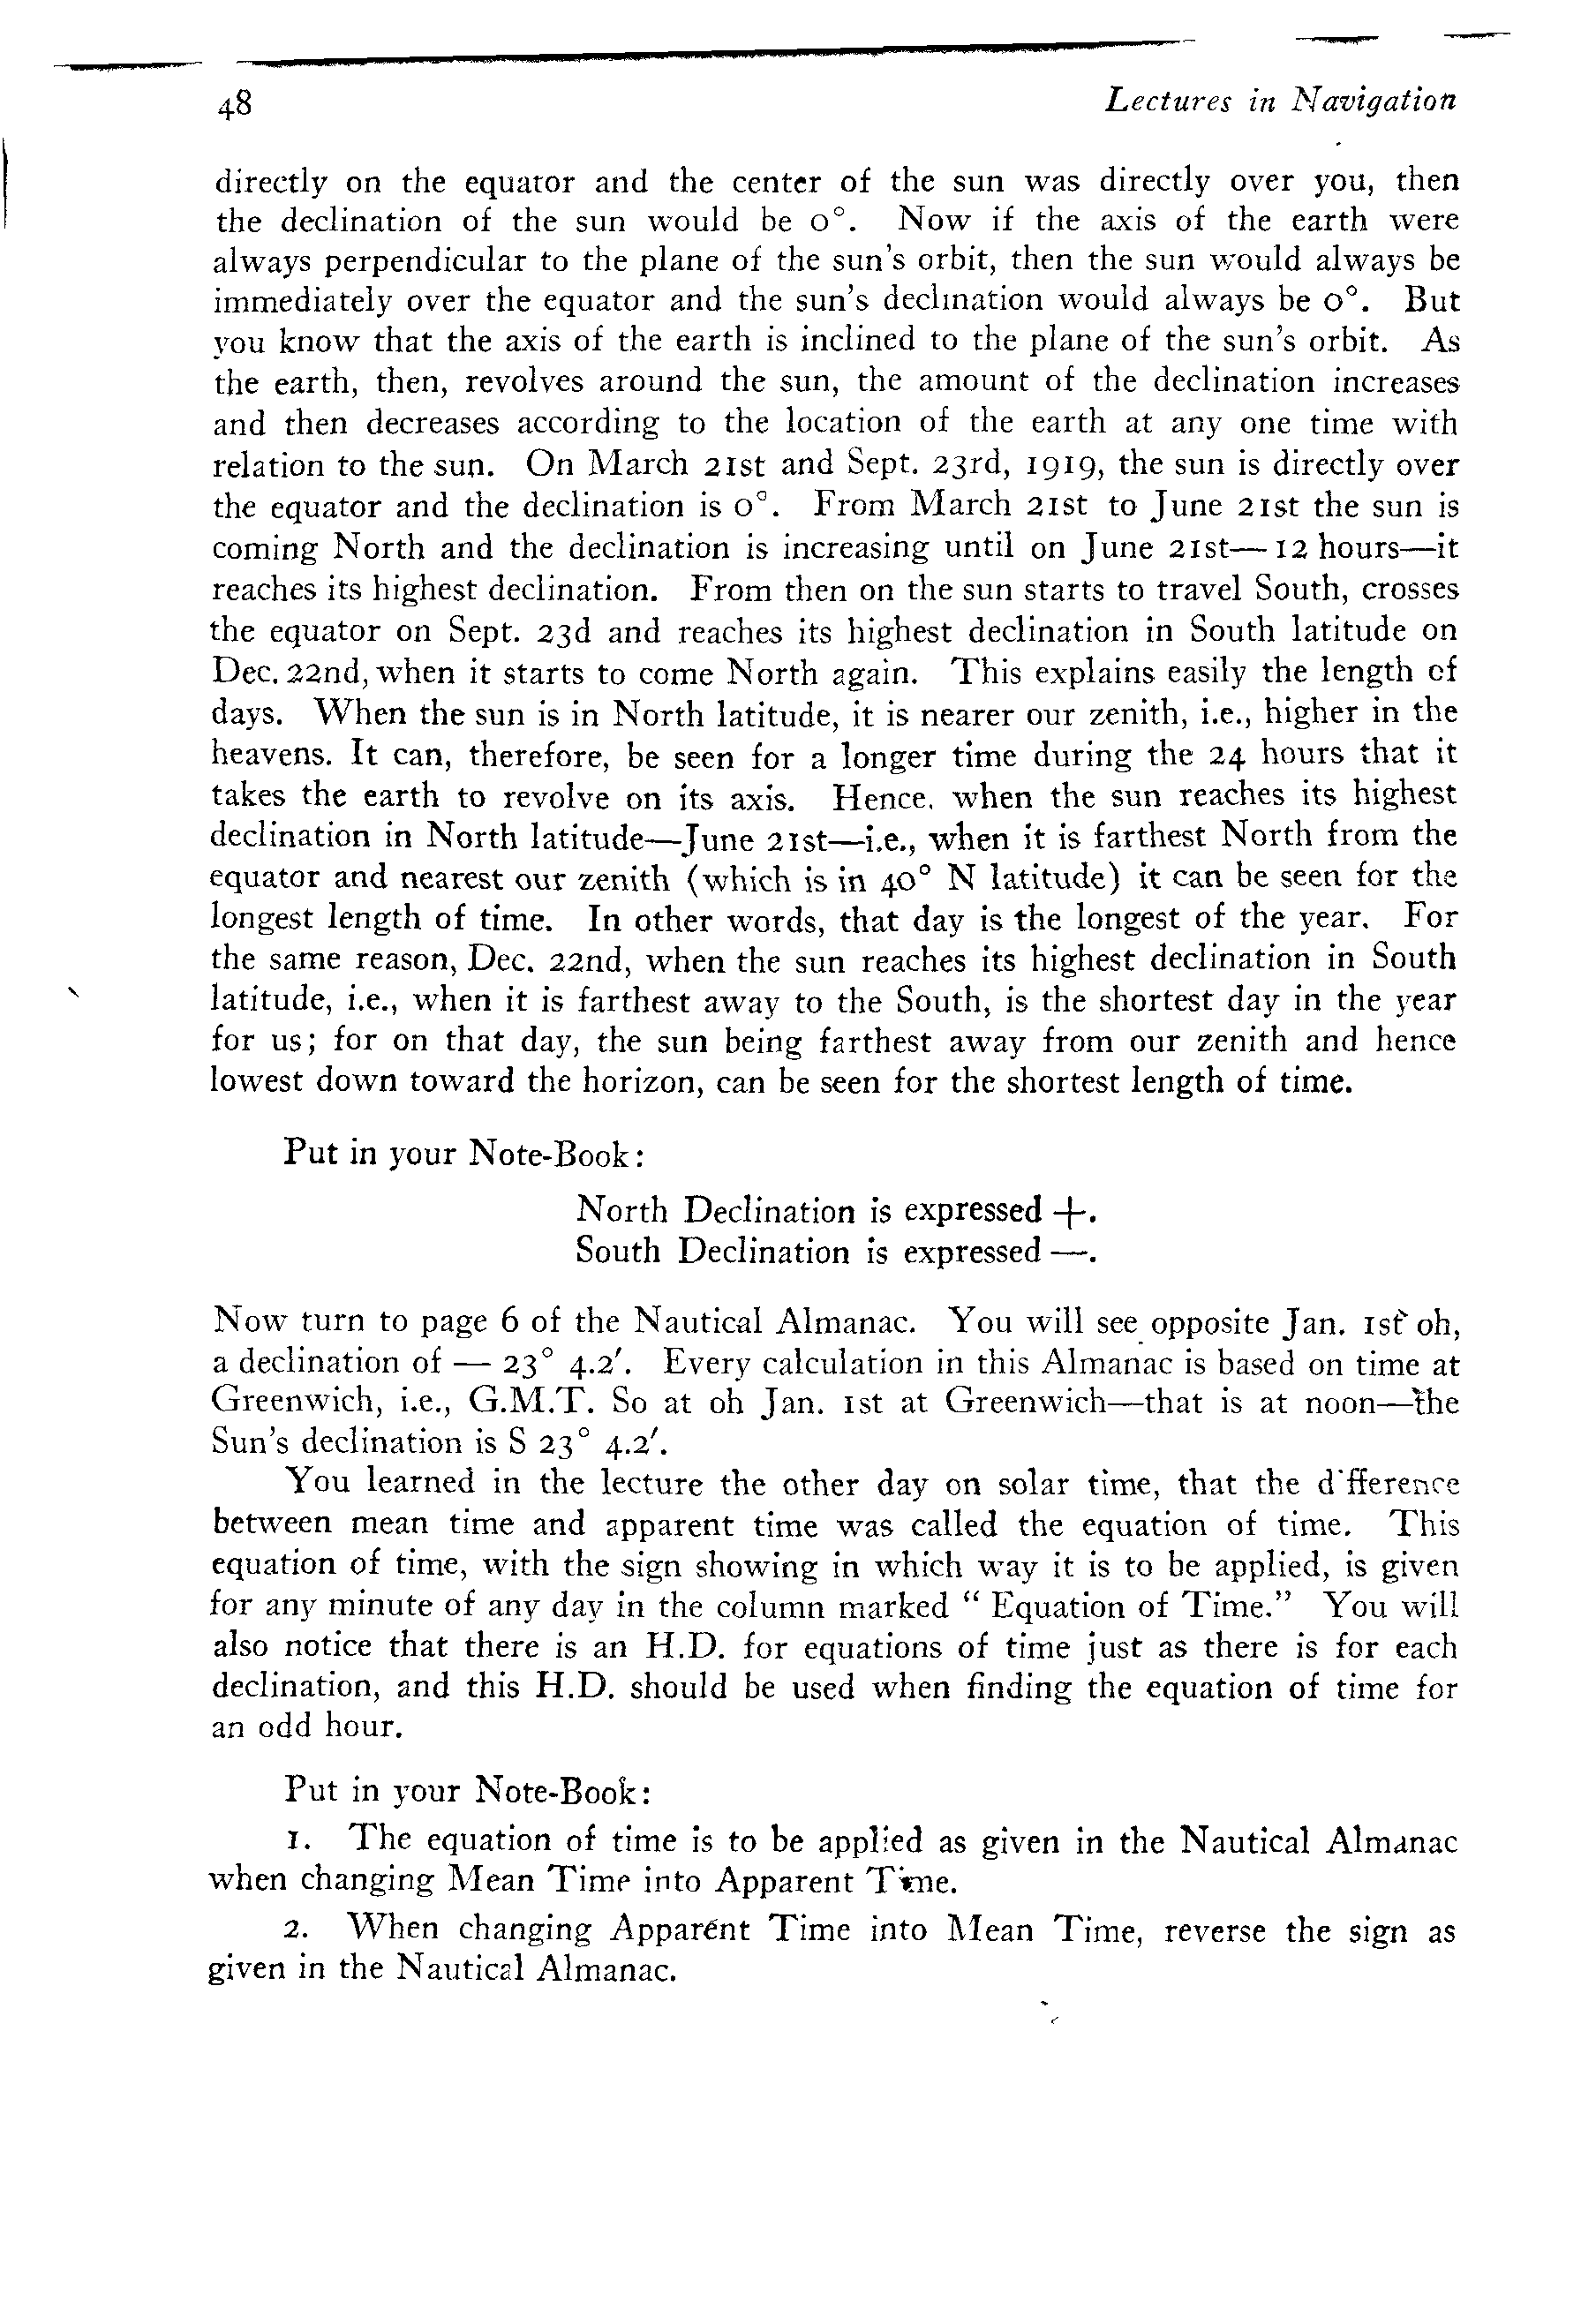 48 Lectures in Navigation
directly on the equator and the center of the sun was directly over you, then
the declination of the sun would be 0°. Now if the axis of the earth were
always perpendicular to the plane of the sun's orbit, then the sun would always be
immediately over the equator and the sun's declination would always be 0°. But
you know that the axis of the earth is inclined to the plane of the sun's orbit. As
the earth, then, revolves around the sun, the amount of the declination increases
and then decreases according to the location of the earth at any one time with
relation to the sun. On March 21st and Sept. 23rd, 1919, the sun is directly over
the equator and the declination is 0°. From March 21st to June 21st the sun is
coming North and the declination is increasing until on June 21st—12 hours—it
reaches its highest declination. From then on the sun starts to travel South, crosses
the equator on Sept. 23d and reaches its highest declination in South latitude on
Dec. 22nd, when it starts to come North again. This explains easily the length of
days. When the sun is in North latitude, it is nearer our zenith, i.e., higher in the
heavens. It can, therefore, be seen for a longer time during the 24 hours that it
takes the earth to revolve on its axis. Hence. when the sun reaches its highest
declination in North latitude—June 21st—i.e., when it is farthest North from the
equator and nearest our zenith (which is in 40° N latitude) it can be seen for the
longest length of time. In other words, that day is the longest of the year. For
the same reason, Dec. 22nd, when the sun reaches its highest declination in South
latitude, i.e., when it is farthest away to the South, is the shortest day in the year
for us; for on that day, the sun being farthest away from our zenith and hence
lowest down toward the horizon, can be seen for the shortest length of time.
Put in your Note-Book:
North Declination is expressed +.
South Declination is expressed —.
Now turn to page 6 of the Nautical Almanac. You will see opposite Jan. 1st oh,
a declination of — 23° 4.2′. Every calculation in this Almanac is based on time at
Greenwich, i.e., G.M.T. So at oh Jan. 1st at Greenwich—that is at noon—the
Sun's declination is S 23° 4.2′.
You learned in the lecture the other day on solar time, that the difference
between mean time and apparent time was called the equation of time. This
equation of time, with the sign showing in which way it is to be applied, is given
for any minute of any day in the column marked " Equation of Time." You will
also notice that there is an H.D. for equations of time just as there is for each
declination, and this H.D. should be used when finding the equation of time for
an odd hour.
Put in your Note-Book:
1. The equation of time is to be applied as given in the Nautical Almanac
when changing Mean Time into Apparent Time.
2. When changing Apparent Time into Mean Time, reverse the sign as
given in the Nautical Almanac.